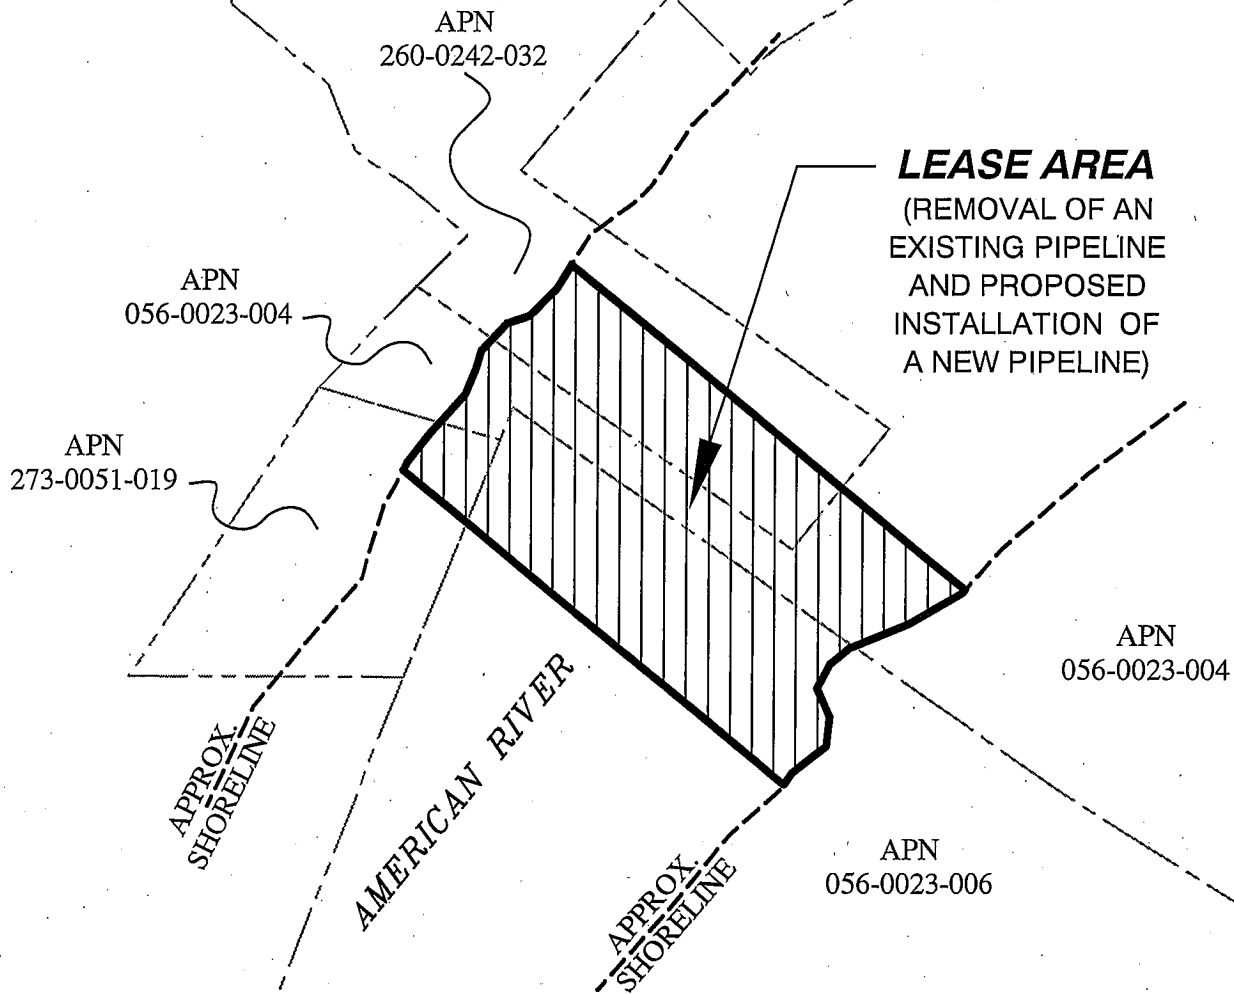 APN
260-0242-032
LEASE AREA
(REMOVAL OF AN
EXISTING PIPELINE
AND PROPOSED
INSTALLATION OF
A NEW PIPELINE)
APN
056-0023-004
APN
273-0051-019
APN
056-0023-004
APPROX.
SHORELINE
AMERICAN RIVER
APN
056-0023-006
APPROX.
SHORELINE